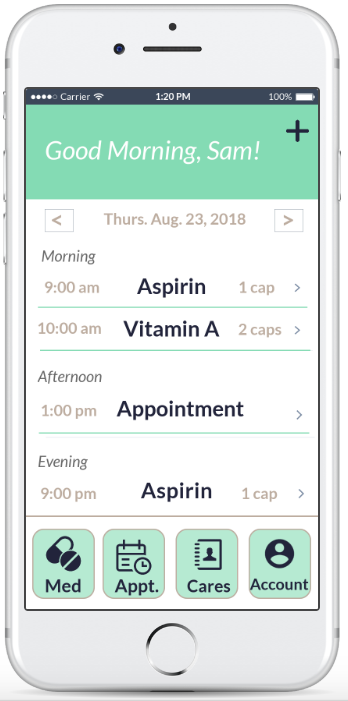 Carrier 1:20 PM 100%
+
Good Morning, Sam!
< Thurs. Aug. 23, 2018 >
Morning
9:00 am Aspirin 1 cap >
10:00 am Vitamin A 2 caps >
Afternoon
1:00 pm Appointment >
Evening
9:00 pm Aspirin 1 cap >
Med Appt. Cares Account